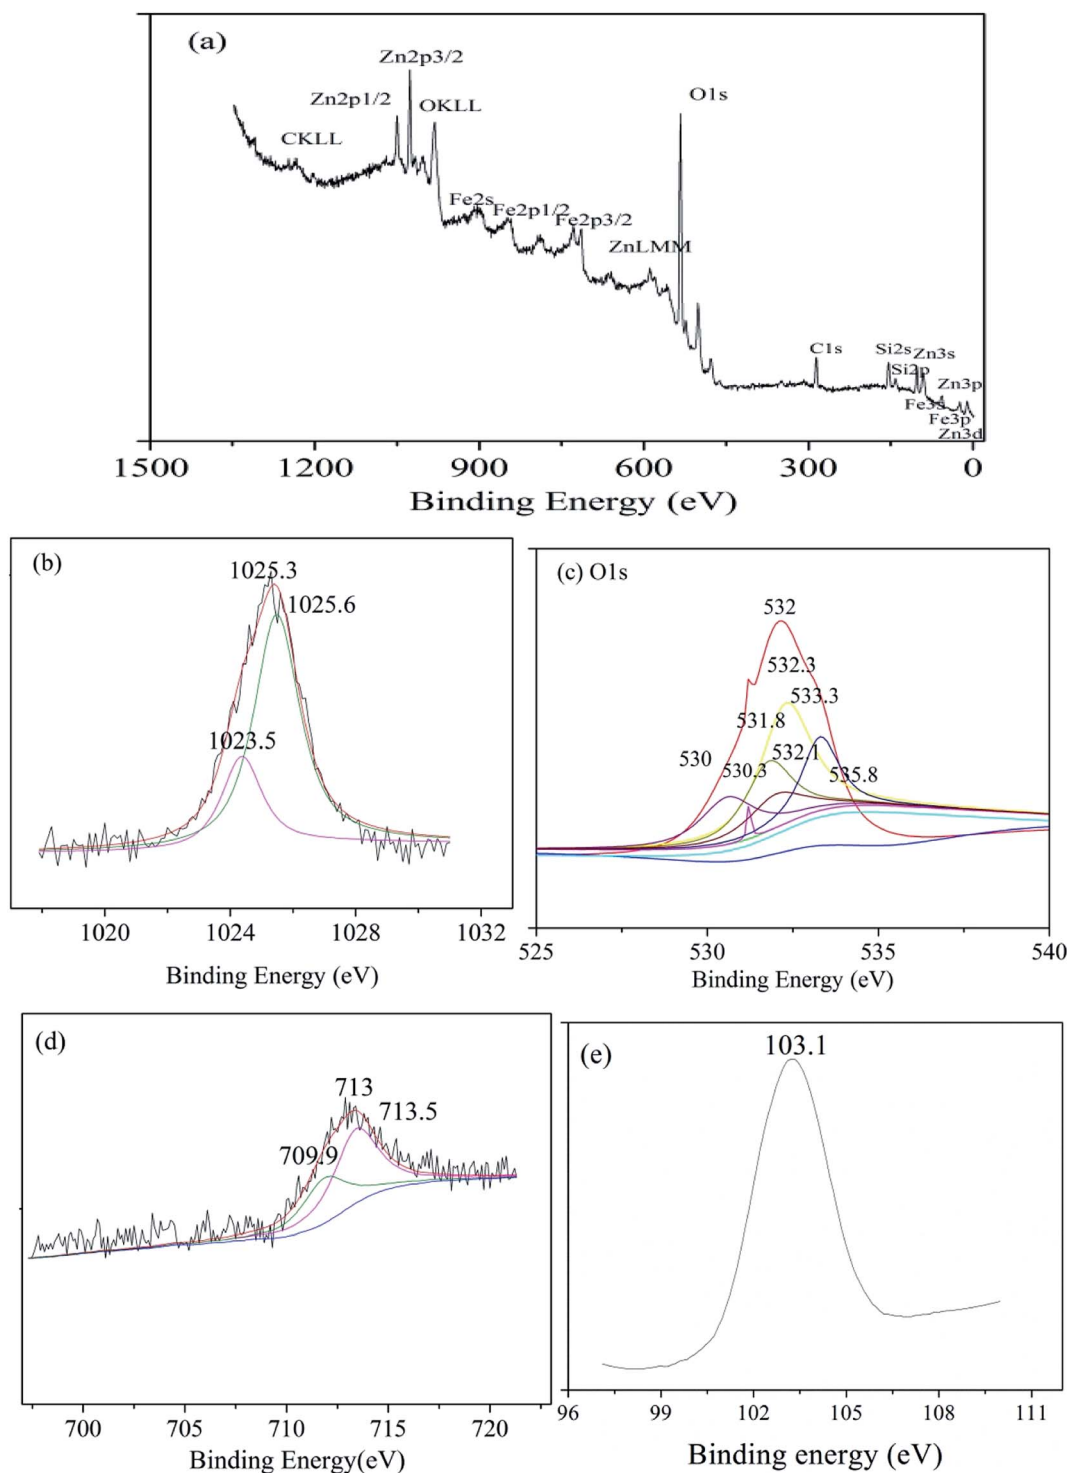 (a)
Zn2p3/2
Zn2p1/2
OKLL
O1s
CKLL
Fe2s
Fe2p1/2
Fe2p3/2
ZnLMM
C1s
Si2s
Zn3s
Si2p
Zn3p
Fe3s
Fe3p
Zn3d
1500 1200 900 600 300 0
Binding Energy (eV)
(b)
1025.3
1025.6
1023.5
1020 1024 1028 1032
Binding Energy (eV)
(c) O1s
532
532.3
533.3
531.8
532.1
530
530.3
535.8
525 530 535 540
Binding Energy (eV)
(d)
713
713.5
709.9
700 705 710 715 720
Binding Energy(eV)
(e)
103.1
96 99 102 105 108 111
Binding energy (eV)